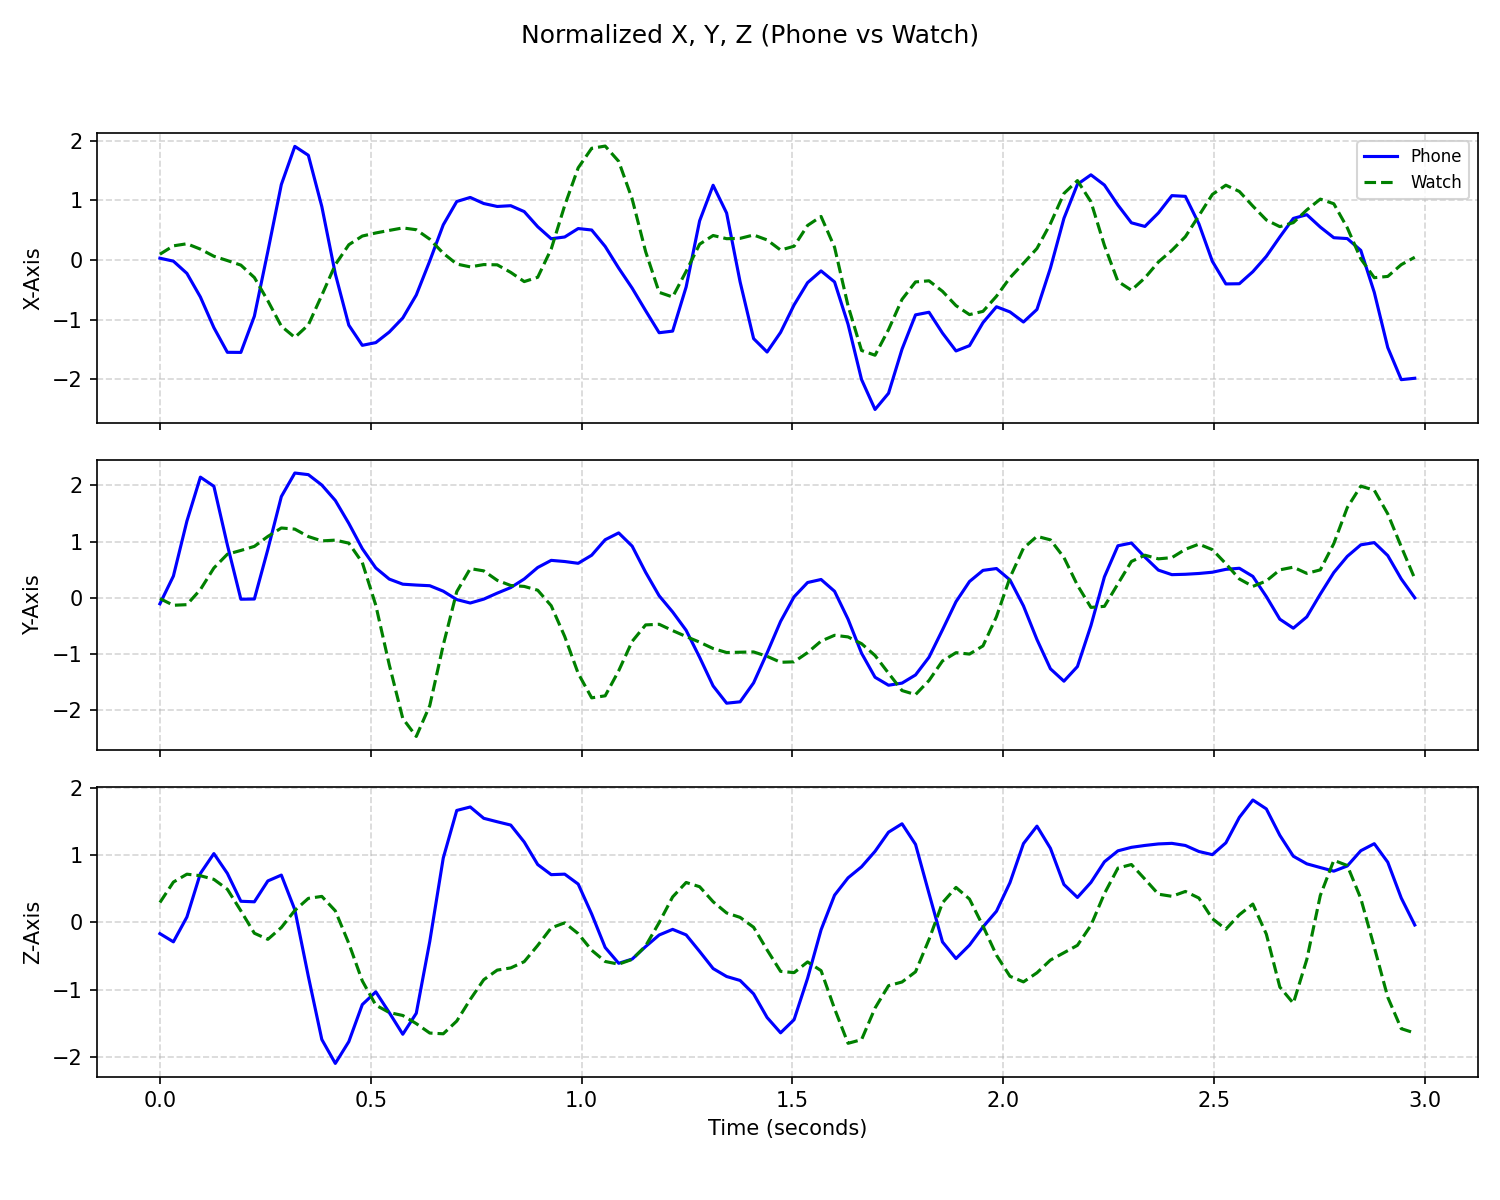 Normalized X, Y, Z (Phone vs Watch)
2
1
0
−1
−2
X-Axis
Phone
Watch
2
1
0
−1
−2
Y-Axis
2
1
0
−1
−2
Z-Axis
0.0 0.5 1.0 1.5 2.0 2.5 3.0
Time (seconds)